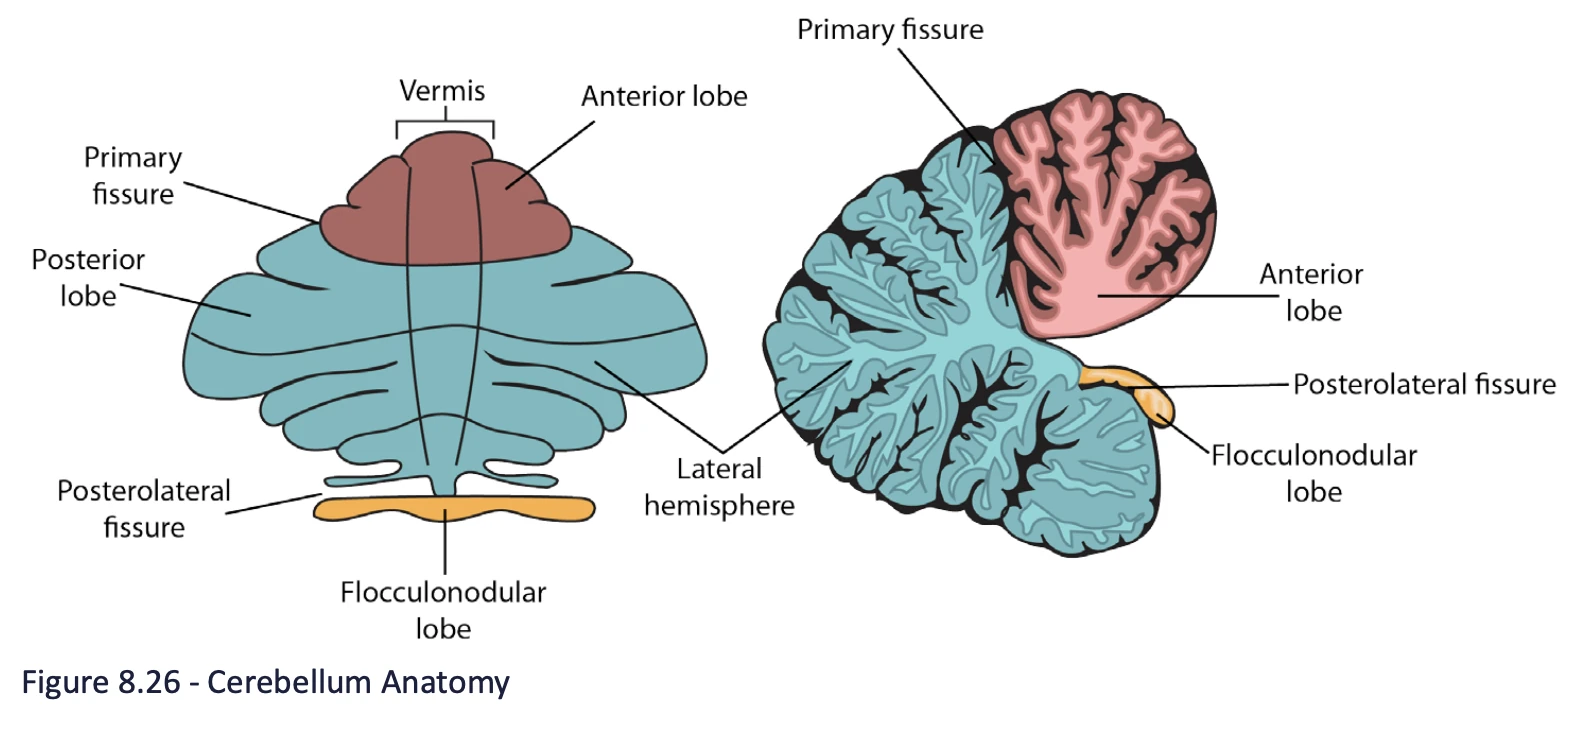 Primary fissure
Vermis
Anterior lobe
Primary
fissure
Posterior
lobe
Anterior
lobe
Posterolateral fissure
Lateral
hemisphere
Flocculonodular
lobe
Posterolateral
fissure
Flocculonodular
lobe
Figure 8.26 - Cerebellum Anatomy